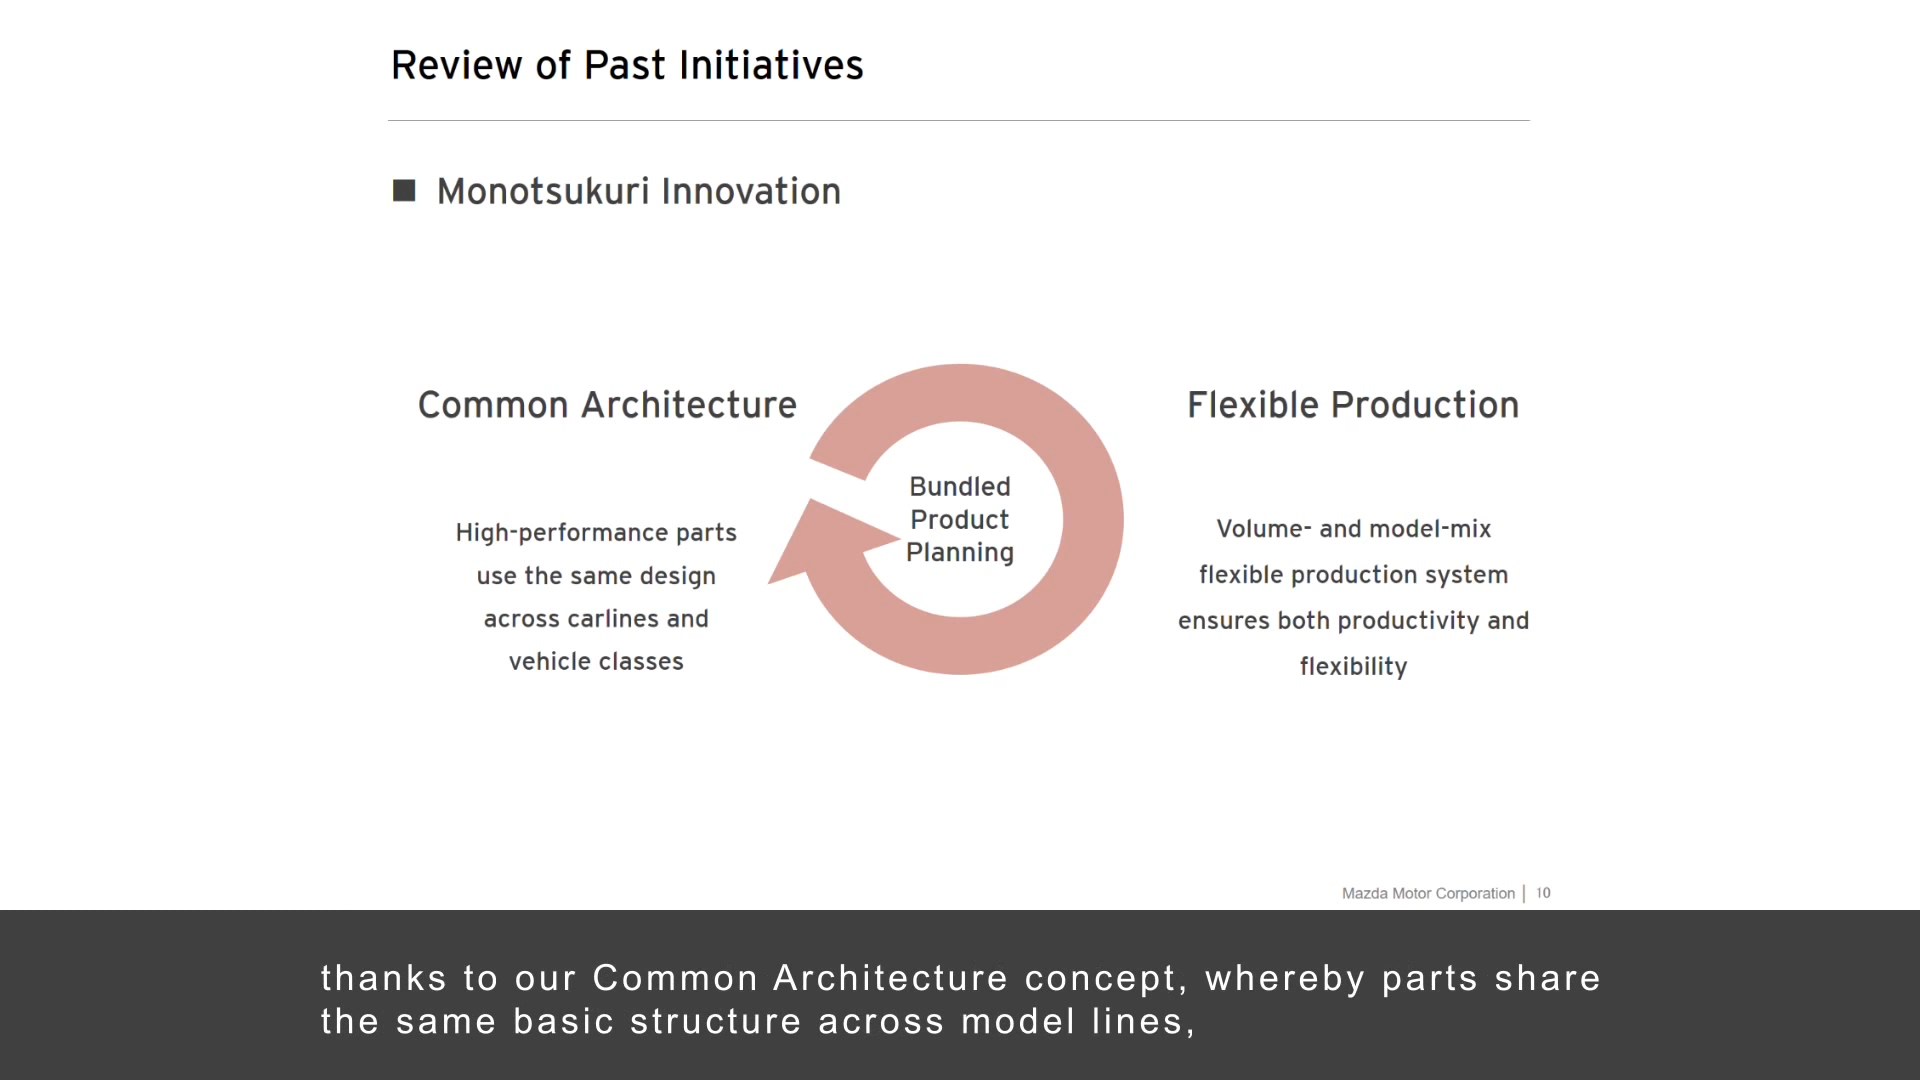 Review of Past Initiatives
Monotsukuri Innovation
Common Architecture
High-performance parts
use the same design
across carlines and
vehicle classes
Bundled
Product
Planning
Flexible Production
Volume- and model-mix
flexible production system
ensures both productivity and
flexibility
Mazda Motor Corporation | 10
thanks to our Common Architecture concept, whereby parts share
the same basic structure across model lines,